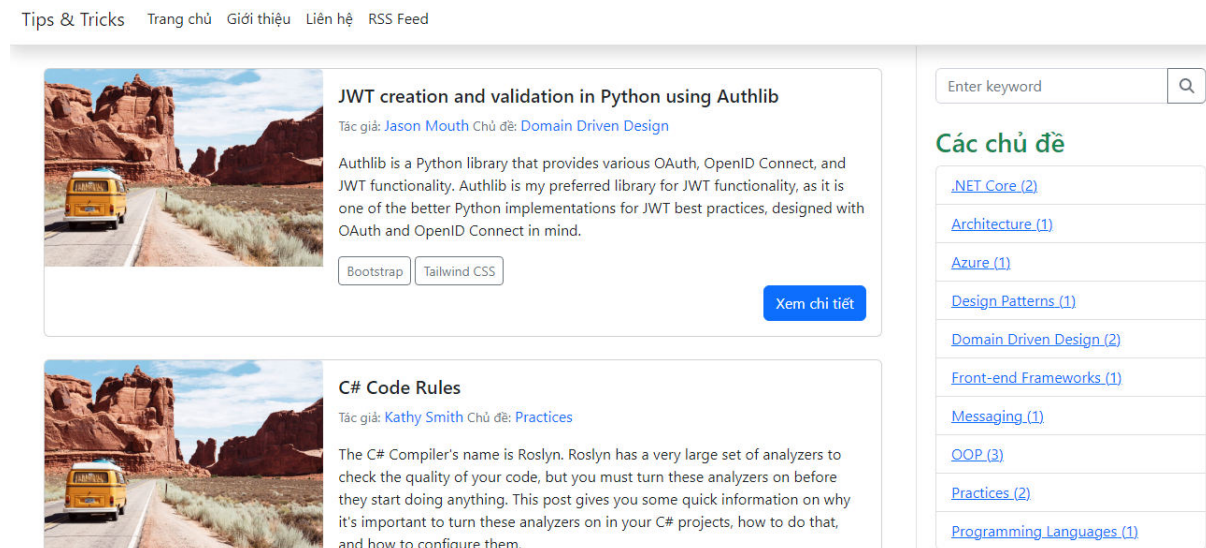 Tips & Tricks Trang chủ Giới thiệu Liên hệ RSS Feed
JWT creation and validation in Python using Authlib
Tác giả: Jason Mouth Chủ đề: Domain Driven Design
Authlib is a Python library that provides various OAuth, OpenID Connect, and
JWT functionality. Authlib is my preferred library for JWT functionality, as it is
one of the better Python implementations for JWT best practices, designed with
OAuth and OpenID Connect in mind.
Bootstrap Tailwind CSS
Xem chi tiết
C# Code Rules
Tác giả: Kathy Smith Chủ đề: Practices
The C# Compiler's name is Roslyn. Roslyn has a very large set of analyzers to
check the quality of your code, but you must turn these analyzers on before
they start doing anything. This post gives you some quick information on why
it's important to turn these analyzers on in your C# projects, how to do that,
and how to configure them.
Enter keyword
Các chủ đề
.NET Core (2)
Architecture (1)
Azure (1)
Design Patterns (1)
Domain Driven Design (2)
Front-end Frameworks (1)
Messaging (1)
OOP (3)
Practices (2)
Programming Languages (1)